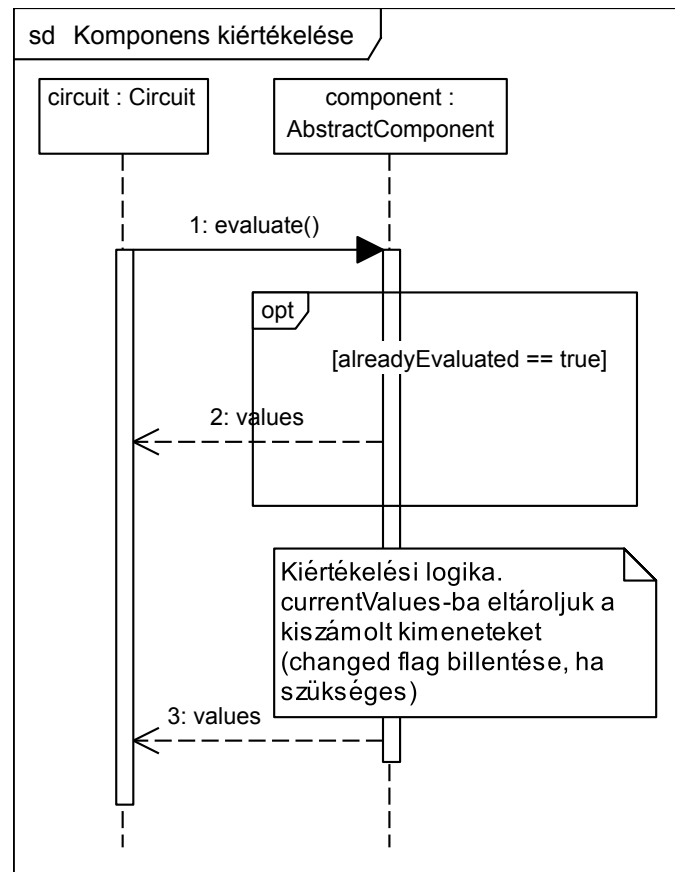 sd Komponens kiértékelése
circuit : Circuit
component :
AbstractComponent
1: evaluate()
opt
[alreadyEvaluated == true]
2: values
Kiértékelési logika.
currentValues-ba eltároljuk a
kiszámolt kimeneteket
(changed flag billentése, ha
szükséges)
3: values